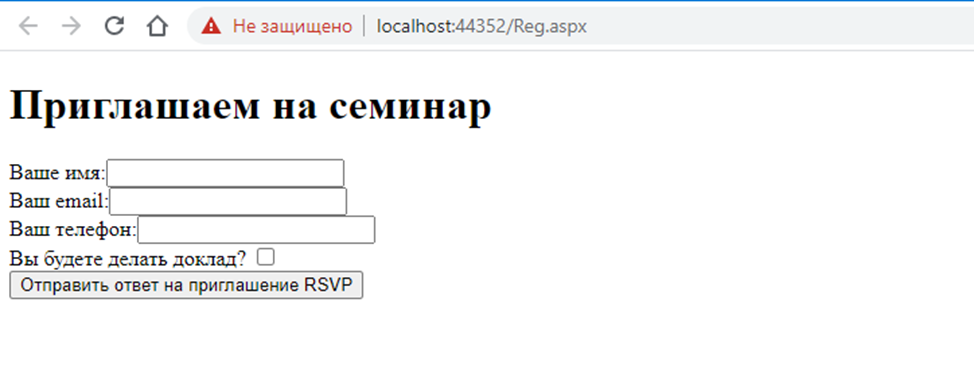 Не защищено localhost:44352/Reg.aspx
Приглашаем на семинар
Ваше имя:
Ваш email:
Ваш телефон:
Вы будете делать доклад?
Отправить ответ на приглашение RSVP